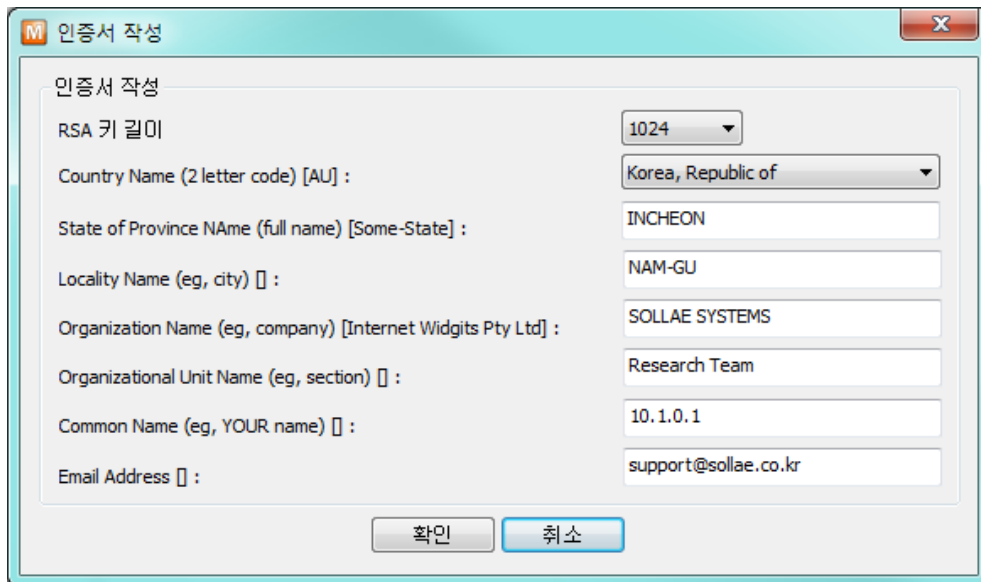 M 인증서 작성
X
인증서 작성
RSA 키 길이 1024
Country Name (2 letter code) [AU] : Korea, Republic of
State of Province NAme (full name) [Some-State] : INCHEON
Locality Name (eg, city) [] : NAM-GU
Organization Name (eg, company) [Internet Widgits Pty Ltd] : SOLLAE SYSTEMS
Organizational Unit Name (eg, section) [] : Research Team
Common Name (eg, YOUR name) [] : 10.1.0.1
Email Address [] : support@sollae.co.kr
확인 취소